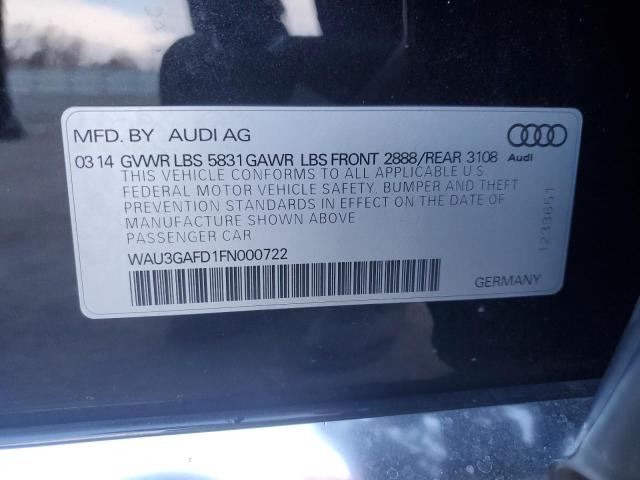 MFD. BY AUDI AG
03 14 GVWR LBS 5831 GAWR LBS FRONT 2888/REAR 3108 Audi
THIS VEHICLE CONFORMS TO ALL APPLICABLE U.S
FEDERAL MOTOR VEHICLE SAFETY, BUMPER AND THEFT
PREVENTION STANDARDS IN EFFECT ON THE DATE OF
MANUFACTURE SHOWN ABOVE
PASSENGER CAR
WAU3GAFD1FN000722
GERMANY
1233651